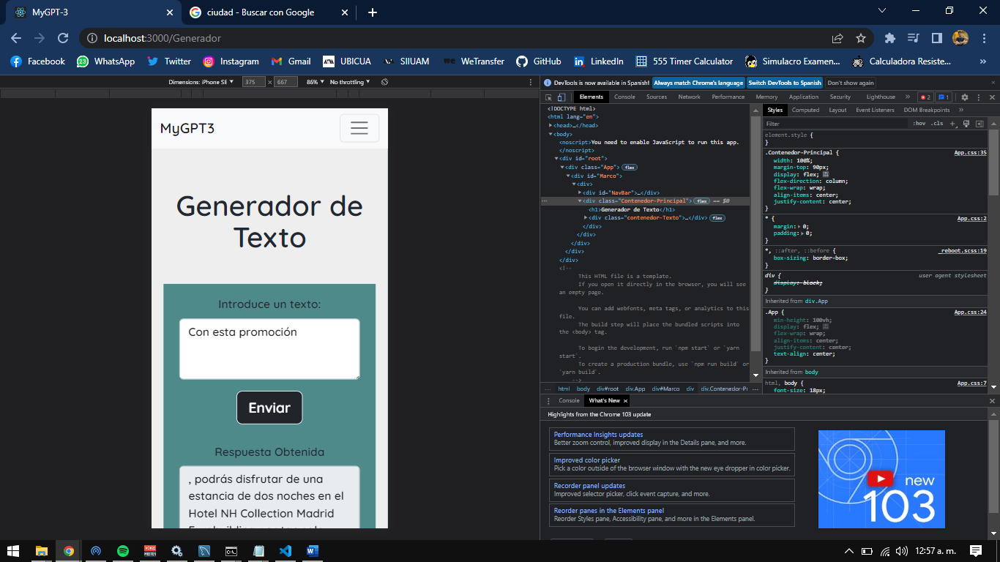 MyGPT-3
ciudad - Buscar con Google
localhost:3000/Generador
Facebook
WhatsApp
Twitter
Instagram
Gmail
UBICUA
SIIUAM
WeTransfer
GitHub
LinkedIn
555 Timer Calculator
Simulacro Examen...
Calculadora Resiste...
»
Dimensions: iPhone SE ▼ 375 × 667 86% ▼ No throttling ▼
MyGPT3
Generador de
Texto
Introduce un texto:
Con esta promoción
Enviar
Respuesta Obtenida
, podrás disfrutar de una
estancia de dos noches en el
Hotel NH Collection Madrid
DevTools is now available in Spanish! Always match Chrome's language Switch DevTools to Spanish Don't show again
Elements Console Sources Network Performance Memory Application Security Lighthouse » 2 1
<!DOCTYPE html>
<html lang="en">
<head>…</head>
<body>
<noscript>You need to enable JavaScript to run this app.
</noscript>
<div id="root">
<div class="App"> flex
<div id="Marco">
<div>
<div id="NavBar">…</div>
<div class="Contenedor-Principal"> flex == $0
<h1>Generador de Texto</h1>
<div class="contenedor-Texto">…</div> flex
</div>
</div>
</div>
</div>
</div>
<!--
This HTML file is a template.
If you open it directly in the browser, you will see
an empty page.
You can add webfonts, meta tags, or analytics to this
file.
The build step will place the bundled scripts into
the <body> tag.
To begin the development, run `npm start` or `yarn
start`.
To create a production bundle, use `npm run build` or
`yarn build`.
-->
… html body div#root div.App div#Marco div div.Contenedor-Pr …
Styles Computed Layout Event Listeners DOM Breakpoints »
Filter :hov .cls +
element.style {
}
.Contenedor-Principal { App.css:35
width: 100%;
margin-top: 90px;
display: flex;
flex-direction: column;
flex-wrap: wrap;
align-items: center;
justify-content: center;
}
* { App.css:2
margin: 0;
padding: 0;
}
*, ::after, ::before { _reboot.scss:19
box-sizing: border-box;
}
div { user agent stylesheet
display: block;
}
Inherited from div.App
.App { App.css:24
min-height: 100vh;
display: flex;
flex-wrap: wrap;
align-items: center;
justify-content: center;
text-align: center;
}
Inherited from body
html, body { App.css:7
font-size: 18px;
Console What's New ×
Highlights from the Chrome 103 update
Performance Insights updates
Better zoom control, improved display in the Details pane, and more.
Improved color picker
Pick a color outside of the browser window with the new eye dropper in color picker.
Recorder panel updates
Improved selector picker, click event capture, and more.
Reorder panes in the Elements panel
Reorder Styles pane, Accessibility pane, and more in the Elements panel.
new
103
VOICE
MEETER
12:57 a. m.